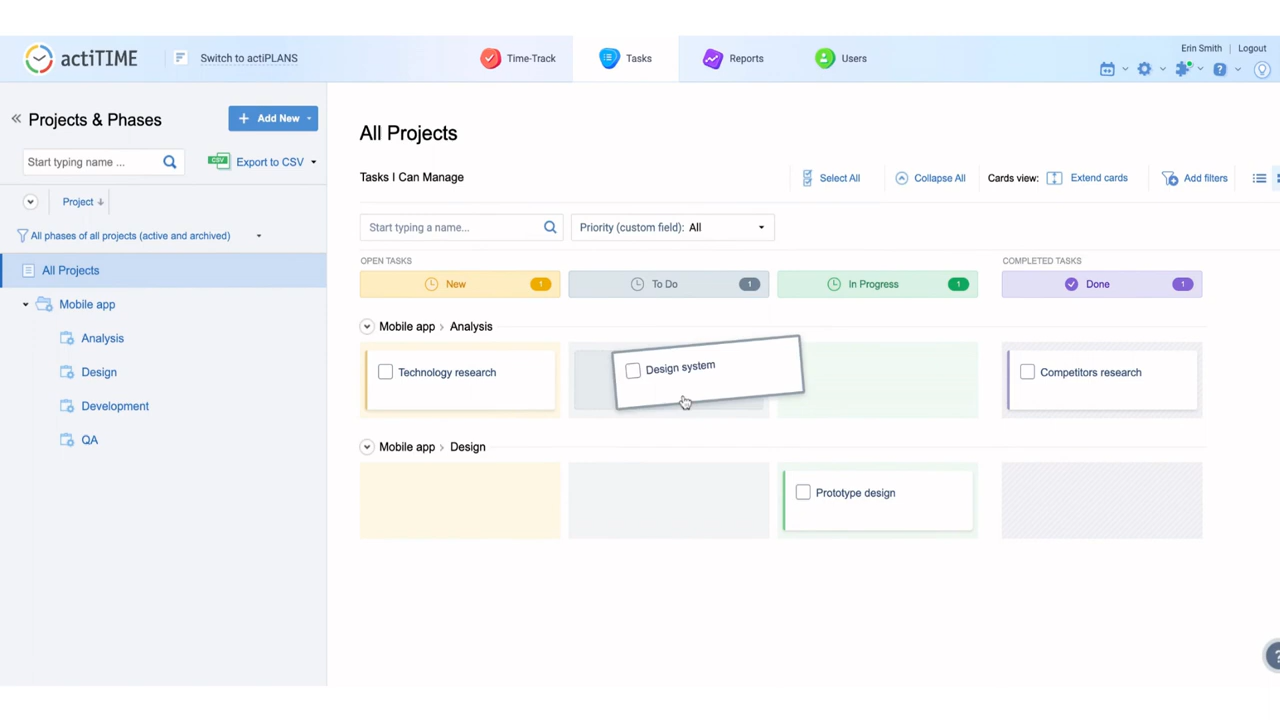 actiTIME
Switch to actiPLANS
Time-Track
Tasks
Reports
Users
Erin Smith
Logout
Projects & Phases
+ Add New
Start typing name ...
CSV
Export to CSV
Project ↓
All phases of all projects (active and archived)
All Projects
Mobile app
Analysis
Design
Development
QA
All Projects
Tasks I Can Manage
Select All
Collapse All
Cards view:
Extend cards
Add filters
Start typing a name...
Priority (custom field): All
OPEN TASKS
COMPLETED TASKS
New 1
To Do 1
In Progress 1
Done 1
Mobile app > Analysis
Technology research
Design system
Competitors research
Mobile app > Design
Prototype design
?